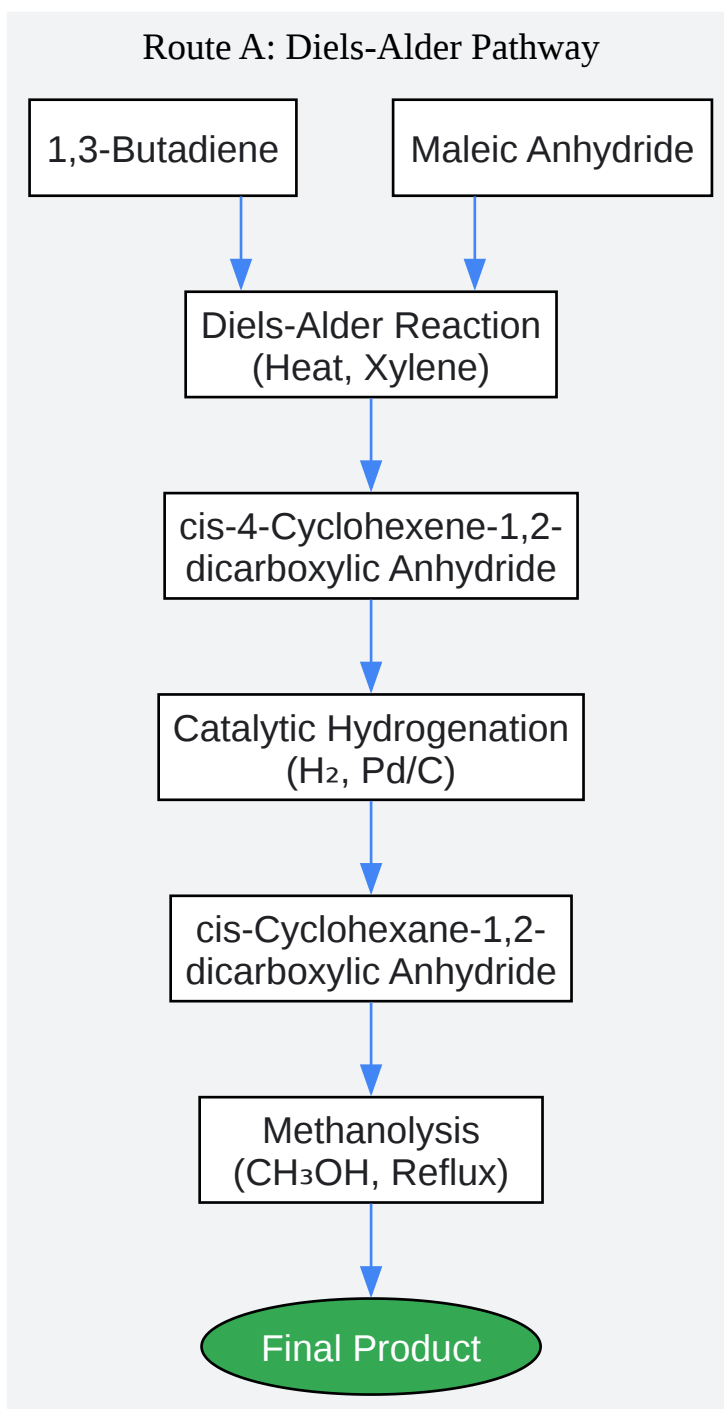 Route A: Diels-Alder Pathway
1,3-Butadiene
Maleic Anhydride
Diels-Alder Reaction
(Heat, Xylene)
cis-4-Cyclohexene-1,2-
dicarboxylic Anhydride
Catalytic Hydrogenation
(H₂, Pd/C)
cis-Cyclohexane-1,2-
dicarboxylic Anhydride
Methanolysis
(CH₃OH, Reflux)
Final Product